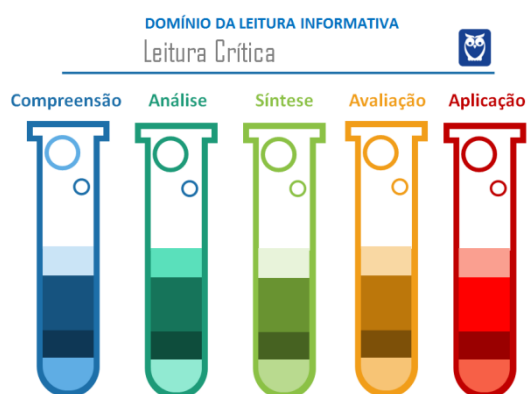 DOMÍNIO DA LEITURA INFORMATIVA
Leitura Crítica
Compreensão Análise Síntese Avaliação Aplicação